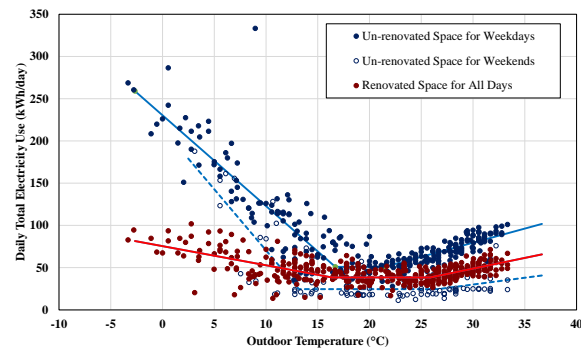 350
300
250
200
150
100
50
0
Daily Total Electricity Use (kWh/day)
Un-renovated Space for Weekdays
Un-renovated Space for Weekends
Renovated Space for All Days
-10 -5 0 5 10 15 20 25 30 35 40
Outdoor Temperature (°C)